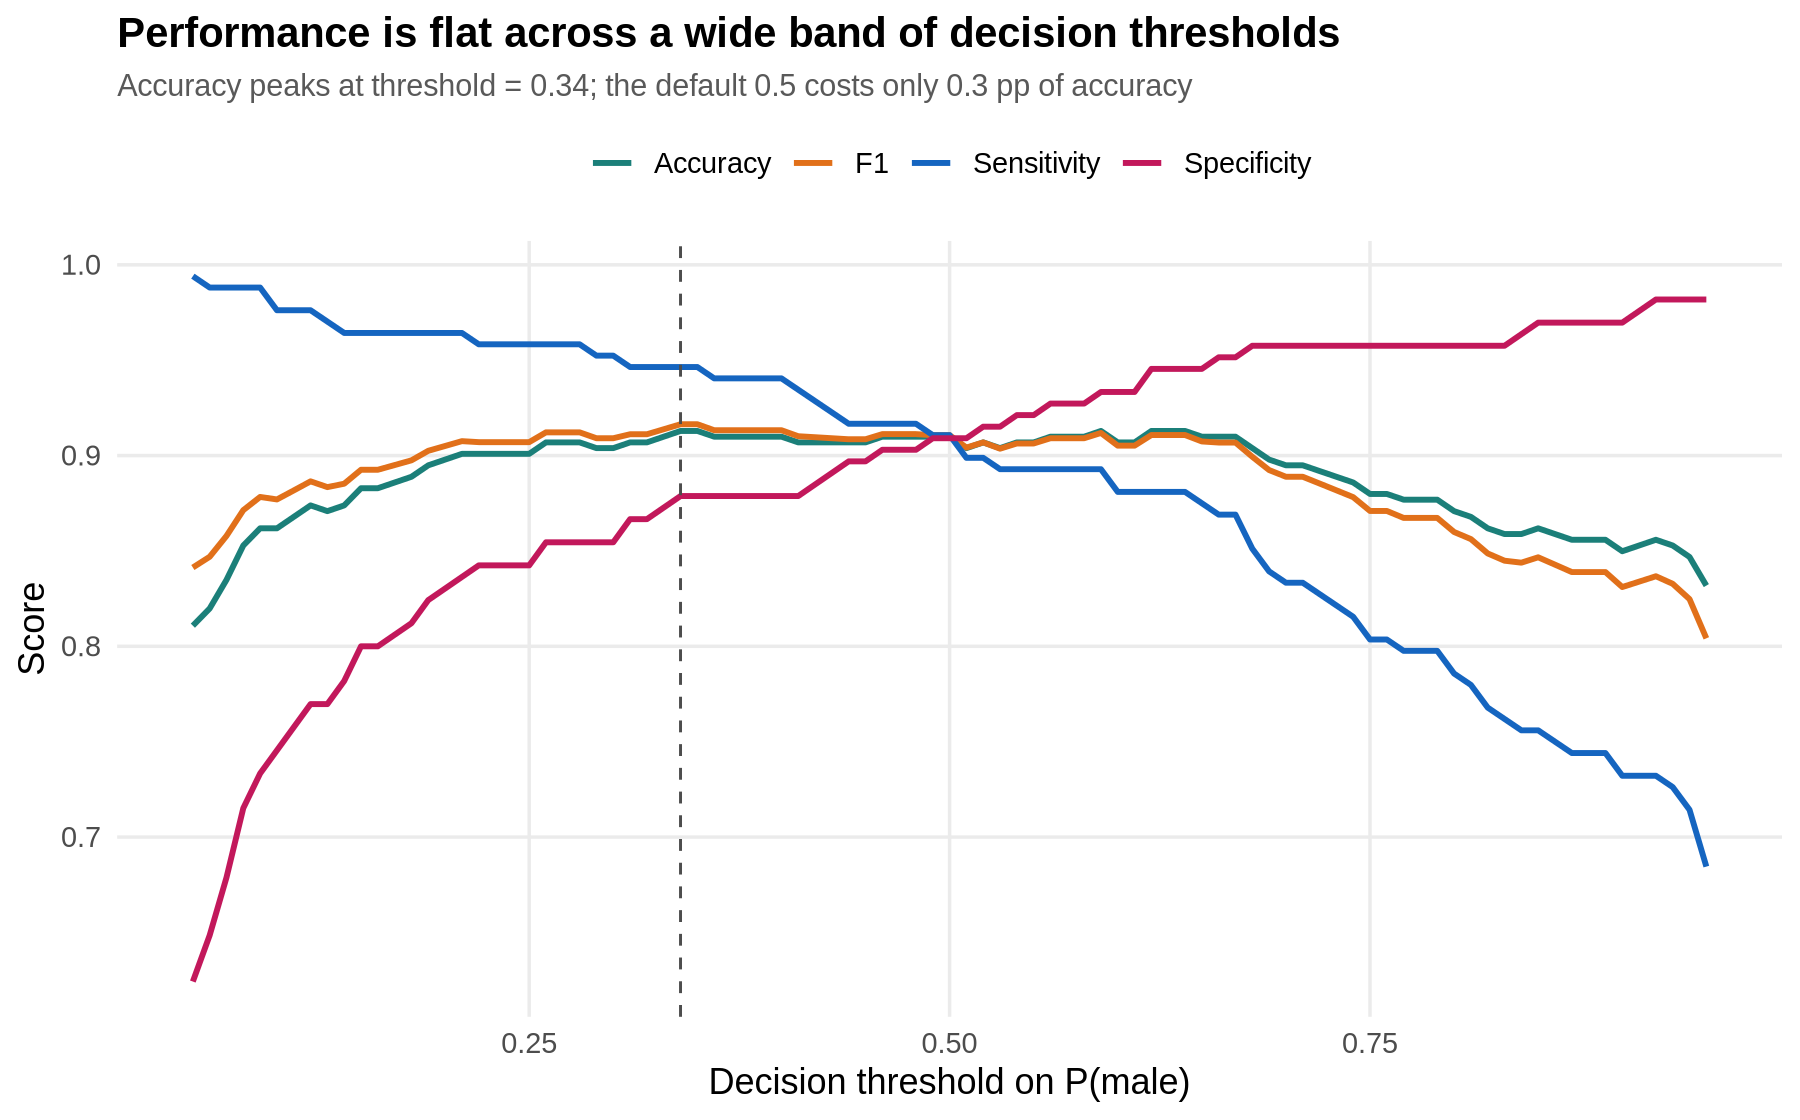 Performance is flat across a wide band of decision thresholds
Accuracy peaks at threshold = 0.34; the default 0.5 costs only 0.3 pp of accuracy
Accuracy F1 Sensitivity Specificity
1.0
0.9
0.8
0.7
Score
0.25 0.50 0.75
Decision threshold on P(male)